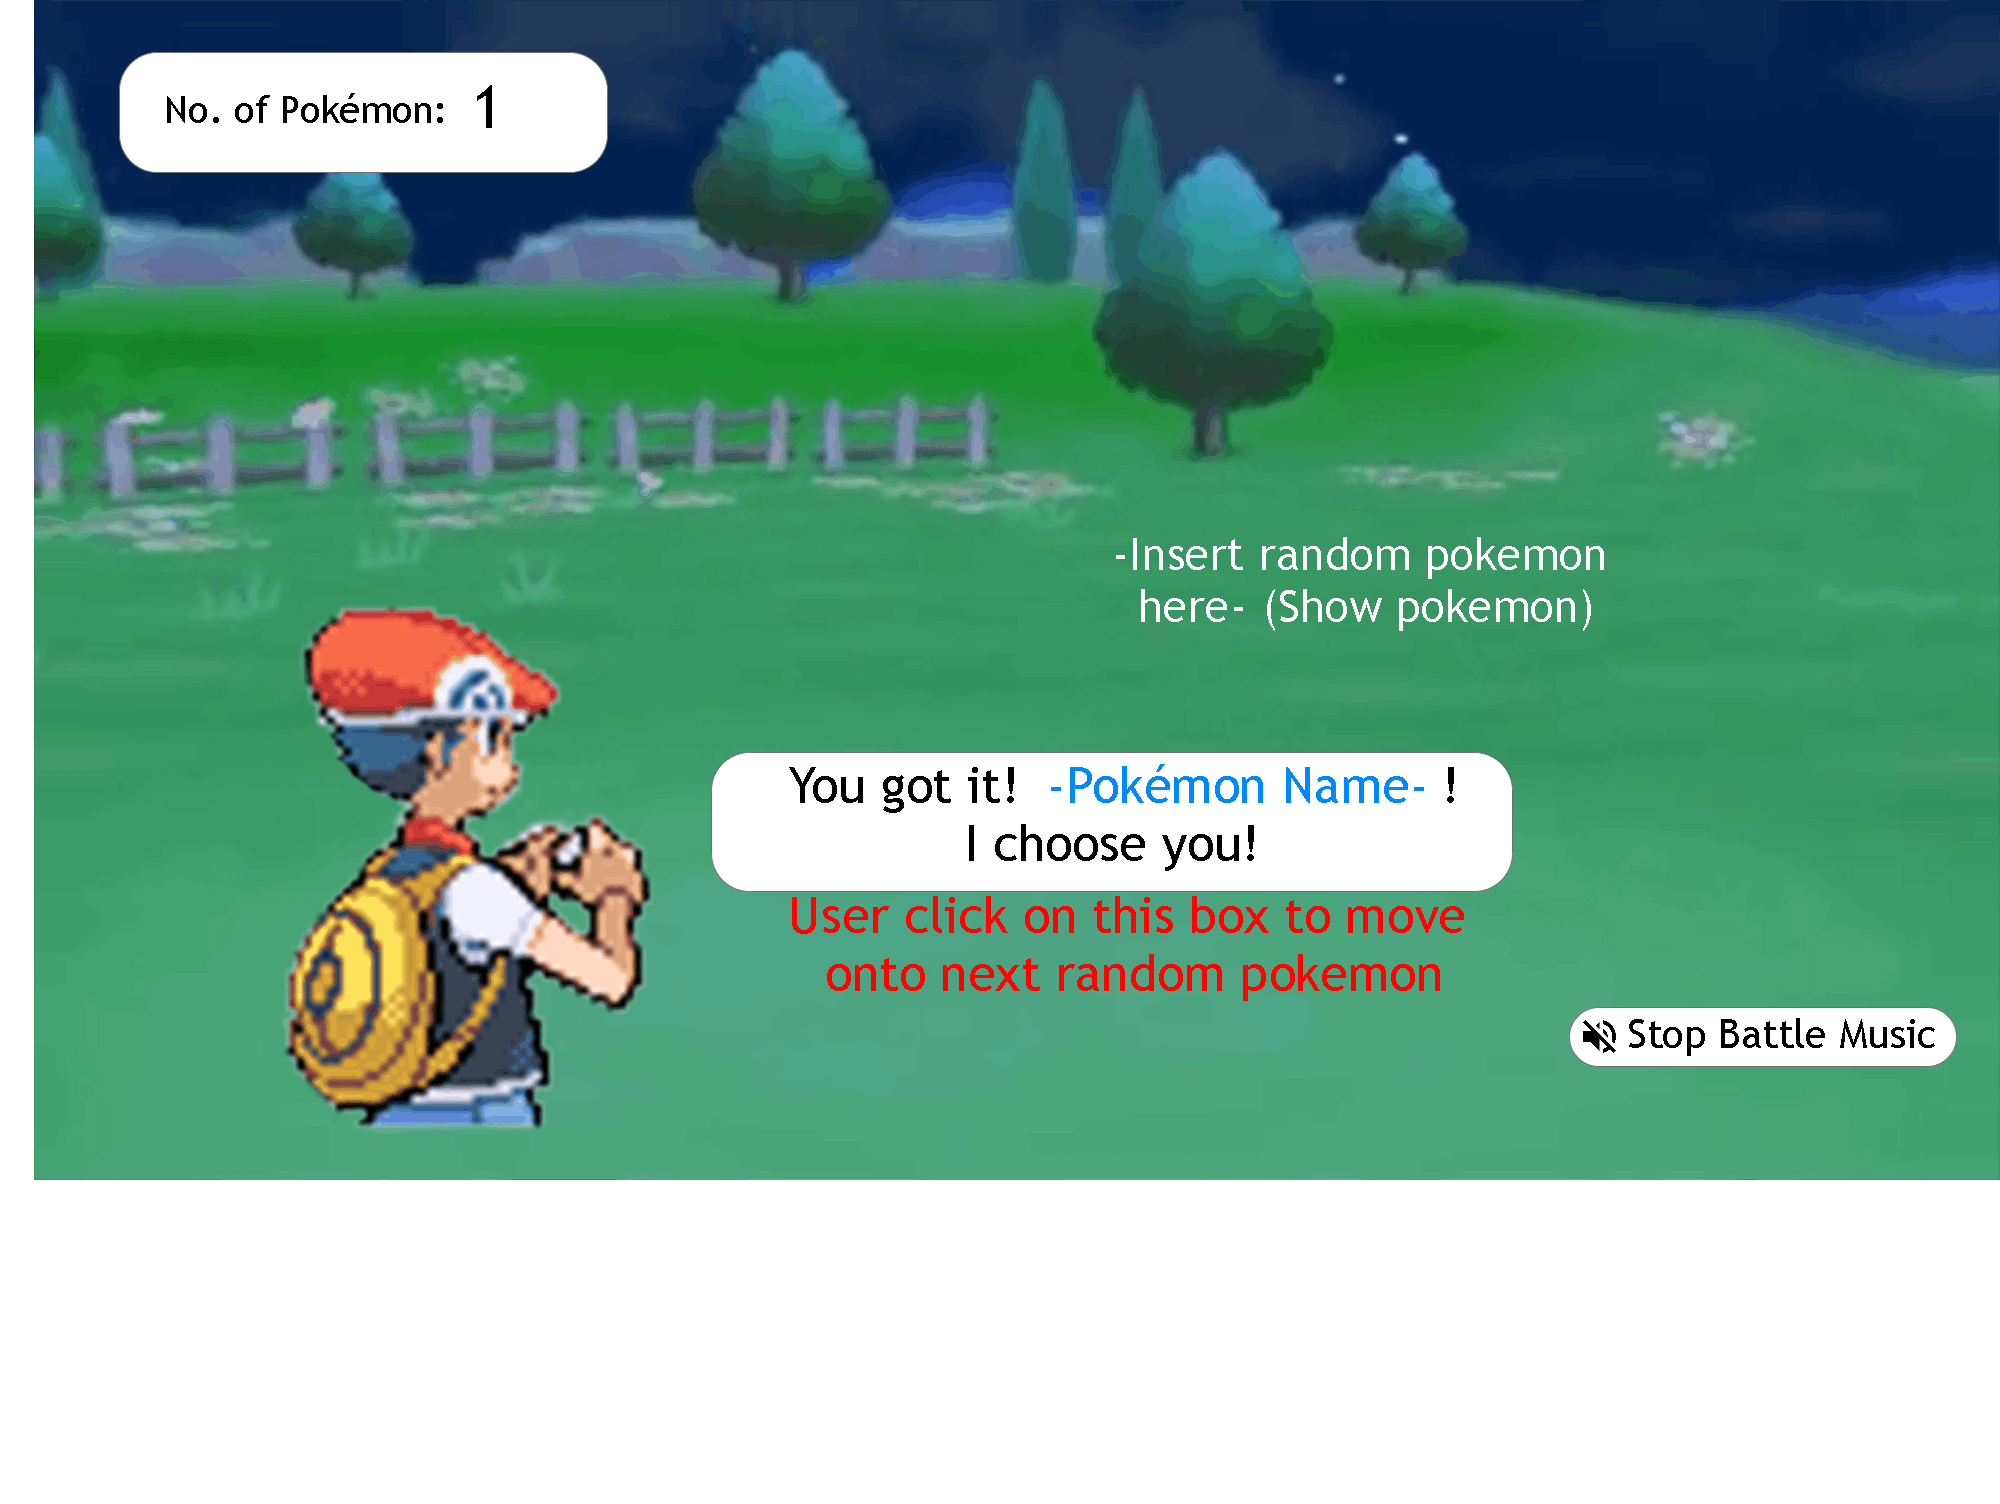 No. of Pokémon: 1
-Insert random pokemon
here- (Show pokemon)
You got it! -Pokémon Name- !
I choose you!
User click on this box to move
onto next random pokemon
Stop Battle Music